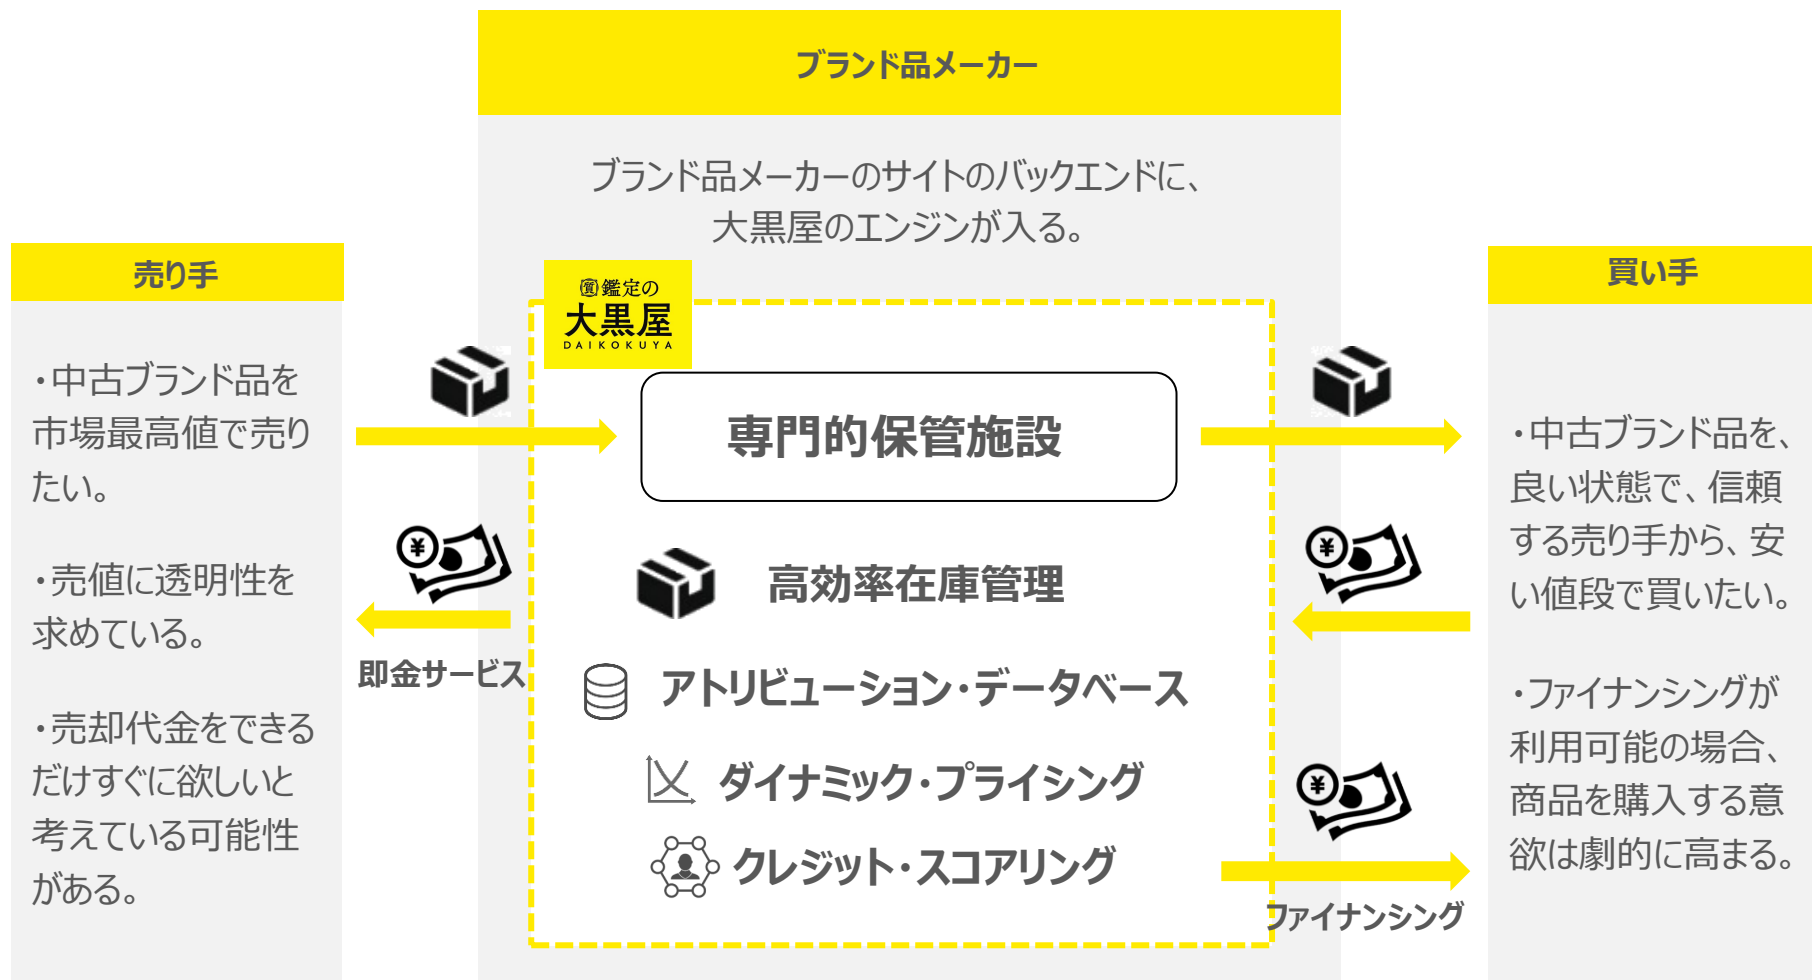 ブランド品メーカー
ブランド品メーカーのサイトのバックエンドに、
大黒屋のエンジンが入る。
売り手
・中古ブランド品を
市場最高値で売り
たい。
・売値に透明性を
求めている。
・売却代金をできる
だけすぐに欲しいと
考えている可能性
がある。
質鑑定の
大黒屋
DAIKOKUYA
専門的保管施設
高効率在庫管理
アトリビューション・データベース
ダイナミック・プライシング
クレジット・スコアリング
¥
即金サービス
¥
¥
ファイナンシング
買い手
・中古ブランド品を、
良い状態で、信頼
する売り手から、安
い値段で買いたい。
・ファイナンシングが
利用可能の場合、
商品を購入する意
欲は劇的に高まる。